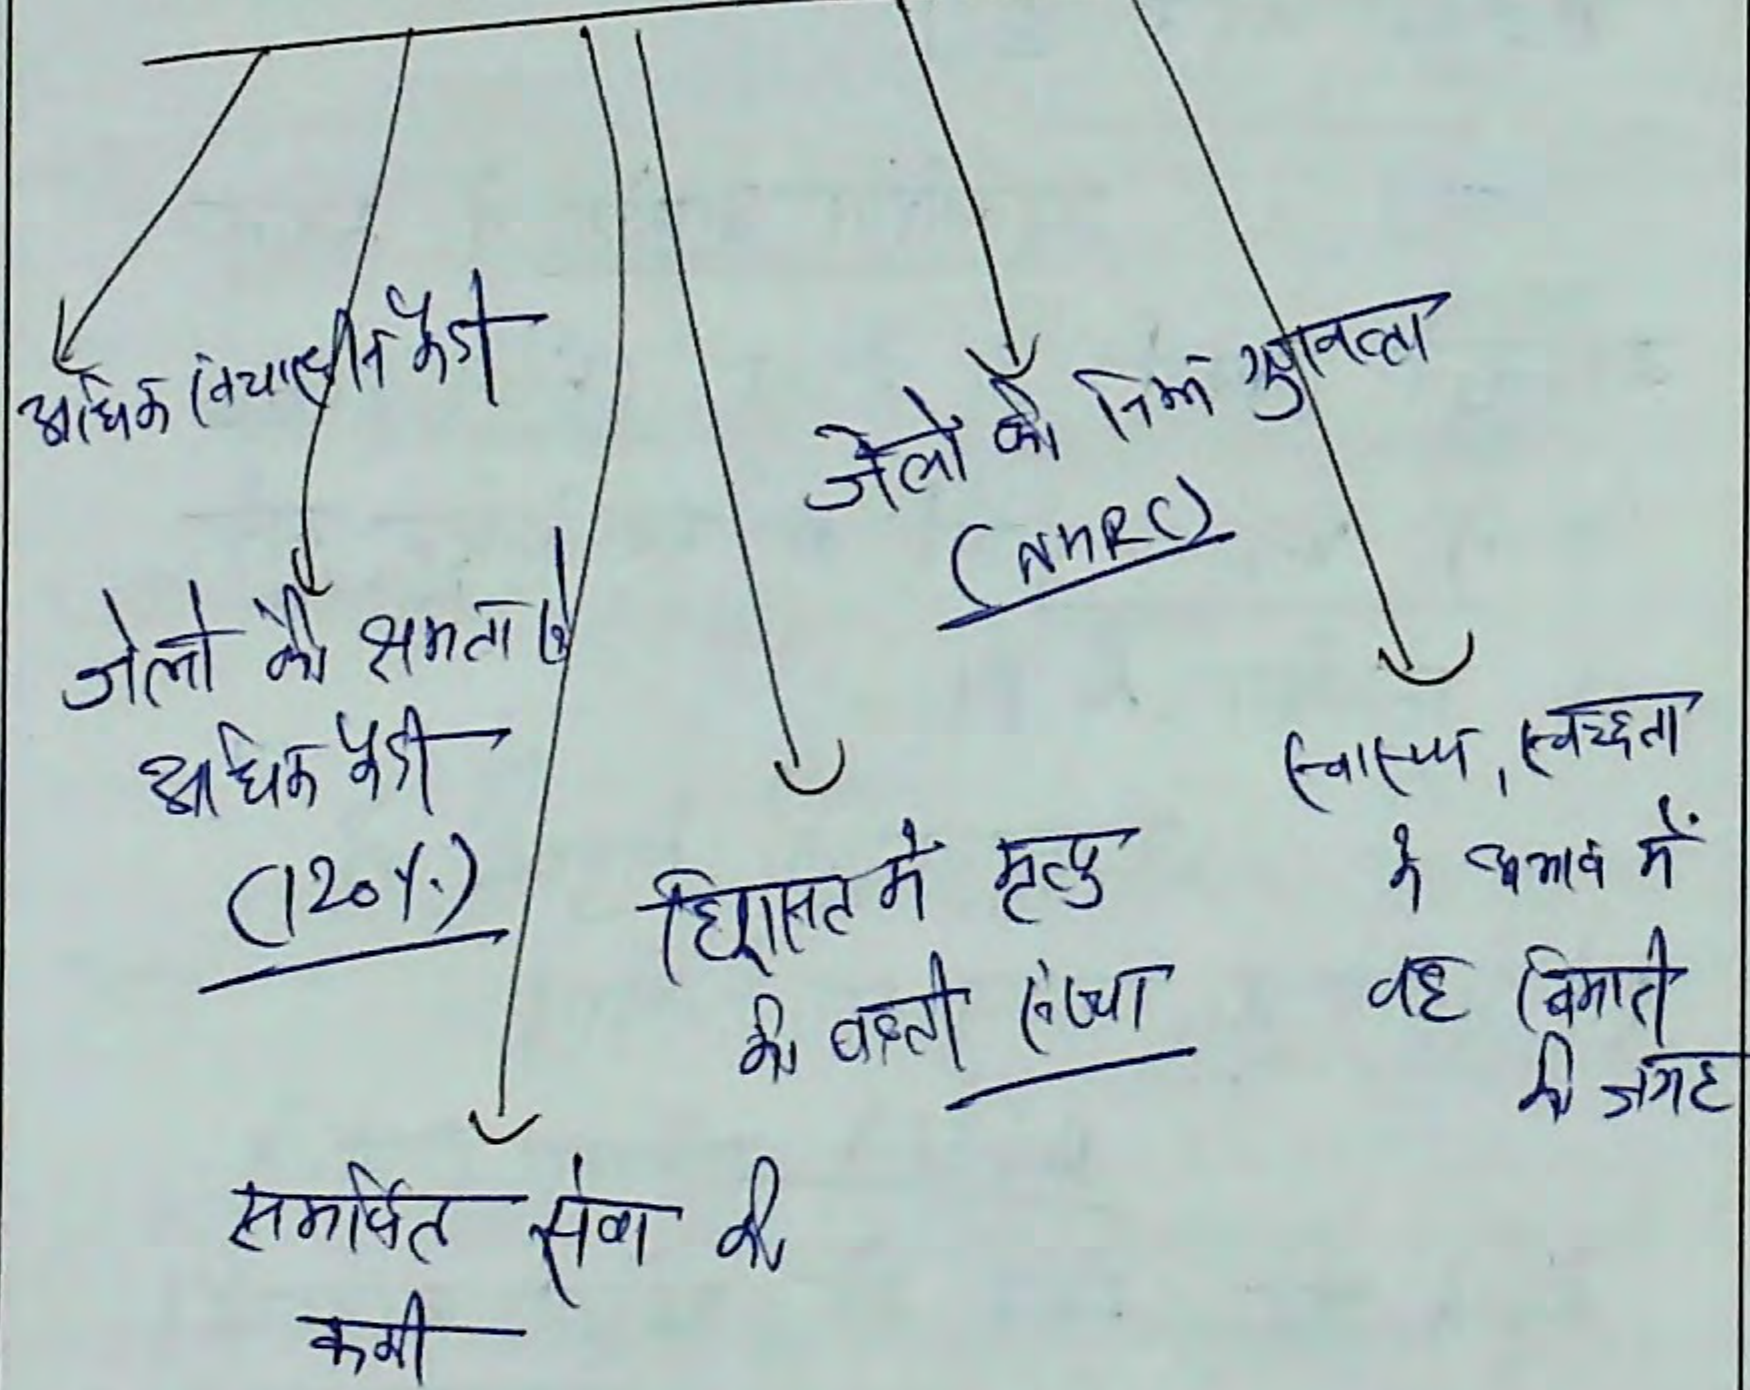 अधिक विचाराधीन कैदी
जेलों की क्षमता से
अधिक कैदी
(120%)
समर्पित सेवा की
कमी
हिरासत में मृत्यु
की बढ़ती संख्या
जेलों की निम्न गुणवत्ता
(NHRC)
स्वास्थ्य, स्वच्छता
के अभाव में
वह बिमारी
की जगह